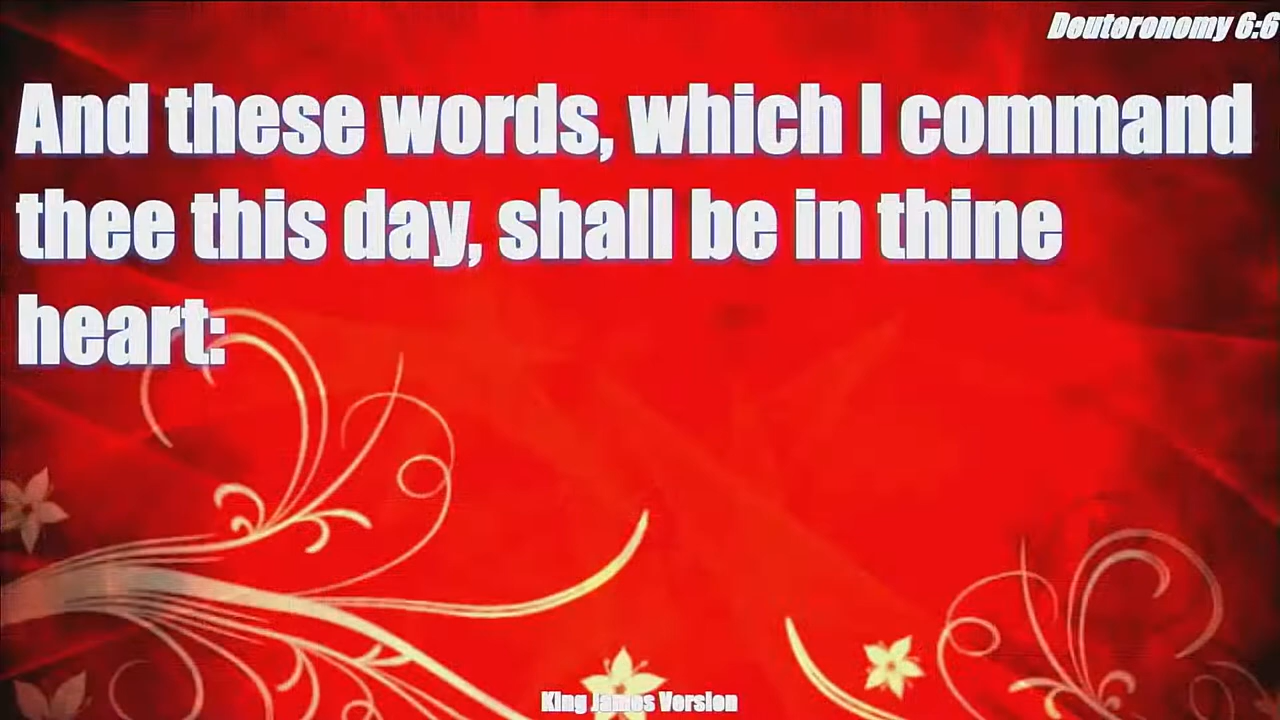 Deuteronomy 6:6
And these words, which I command
thee this day, shall be in thine
heart:
King James Version